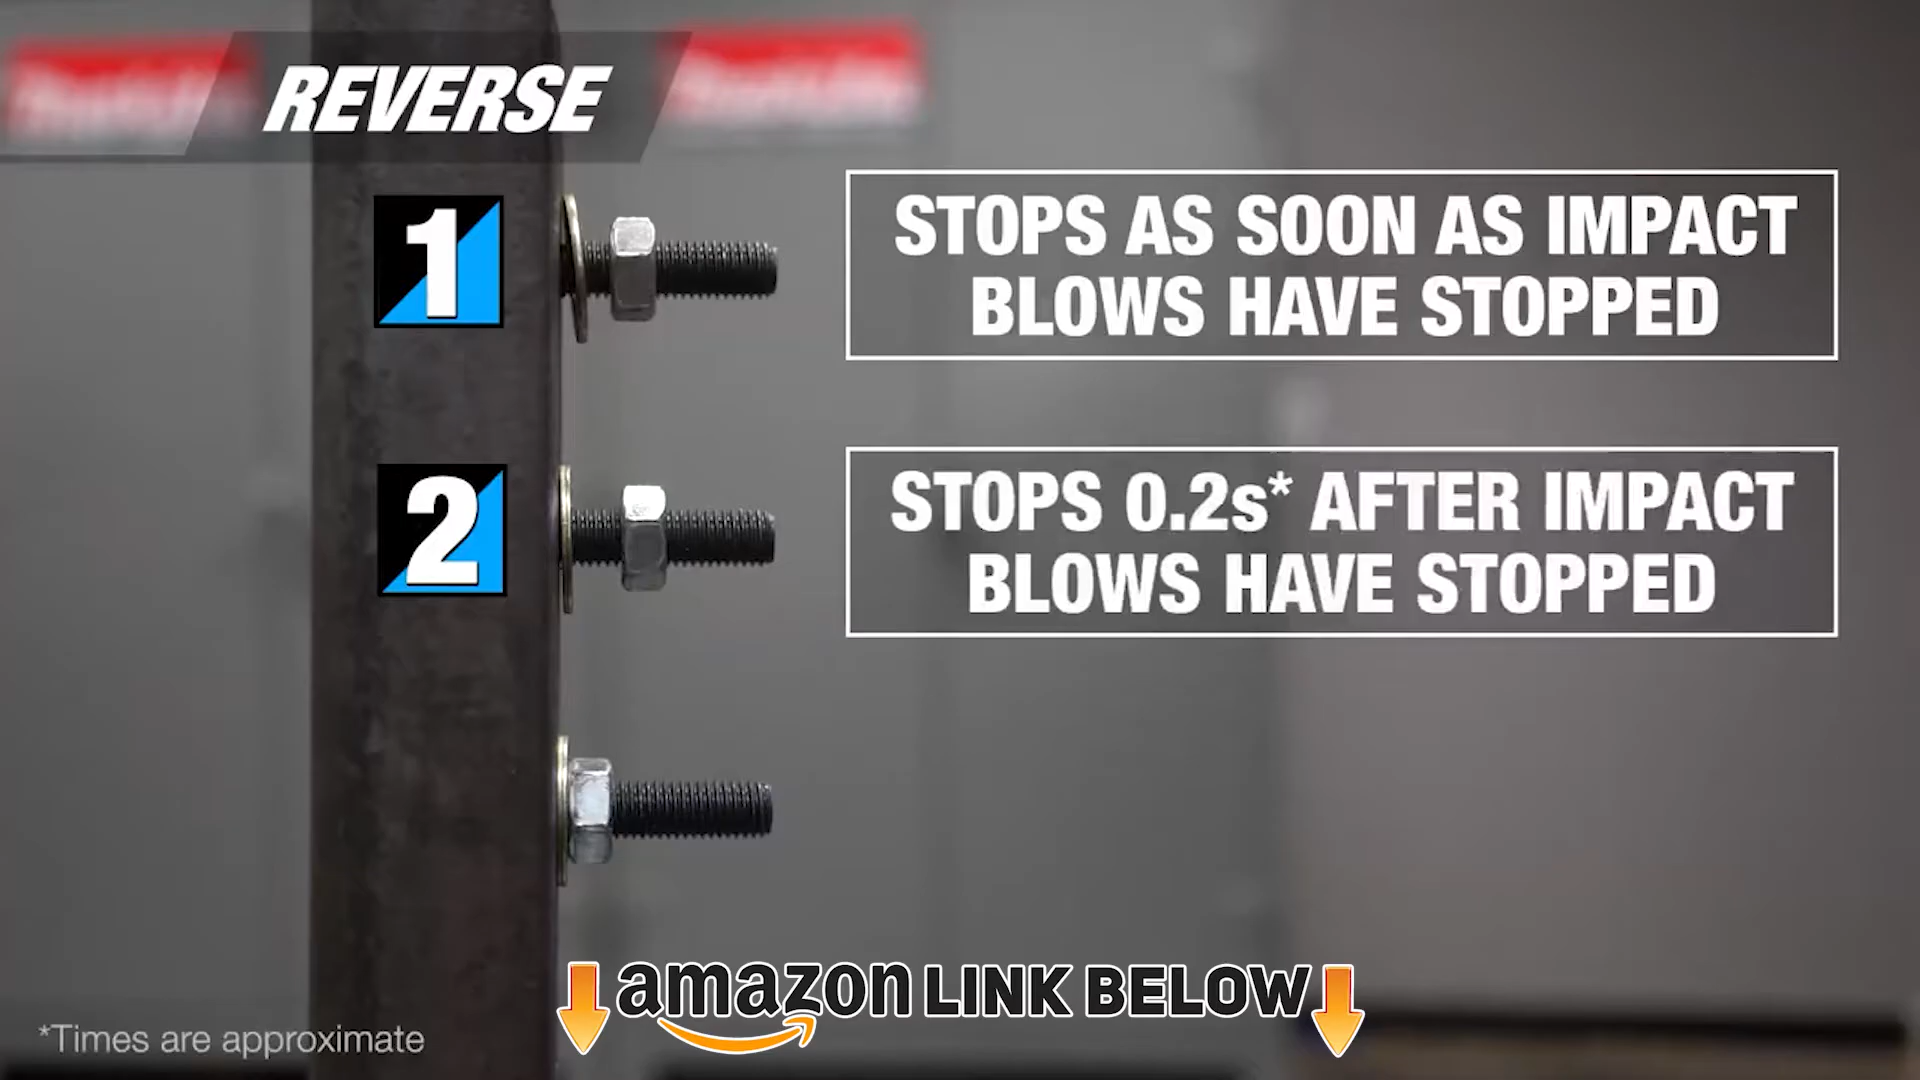 REVERSE
1
STOPS AS SOON AS IMPACT
BLOWS HAVE STOPPED
2
STOPS 0.2s* AFTER IMPACT
BLOWS HAVE STOPPED
amazon LINK BELOW
*Times are approximate